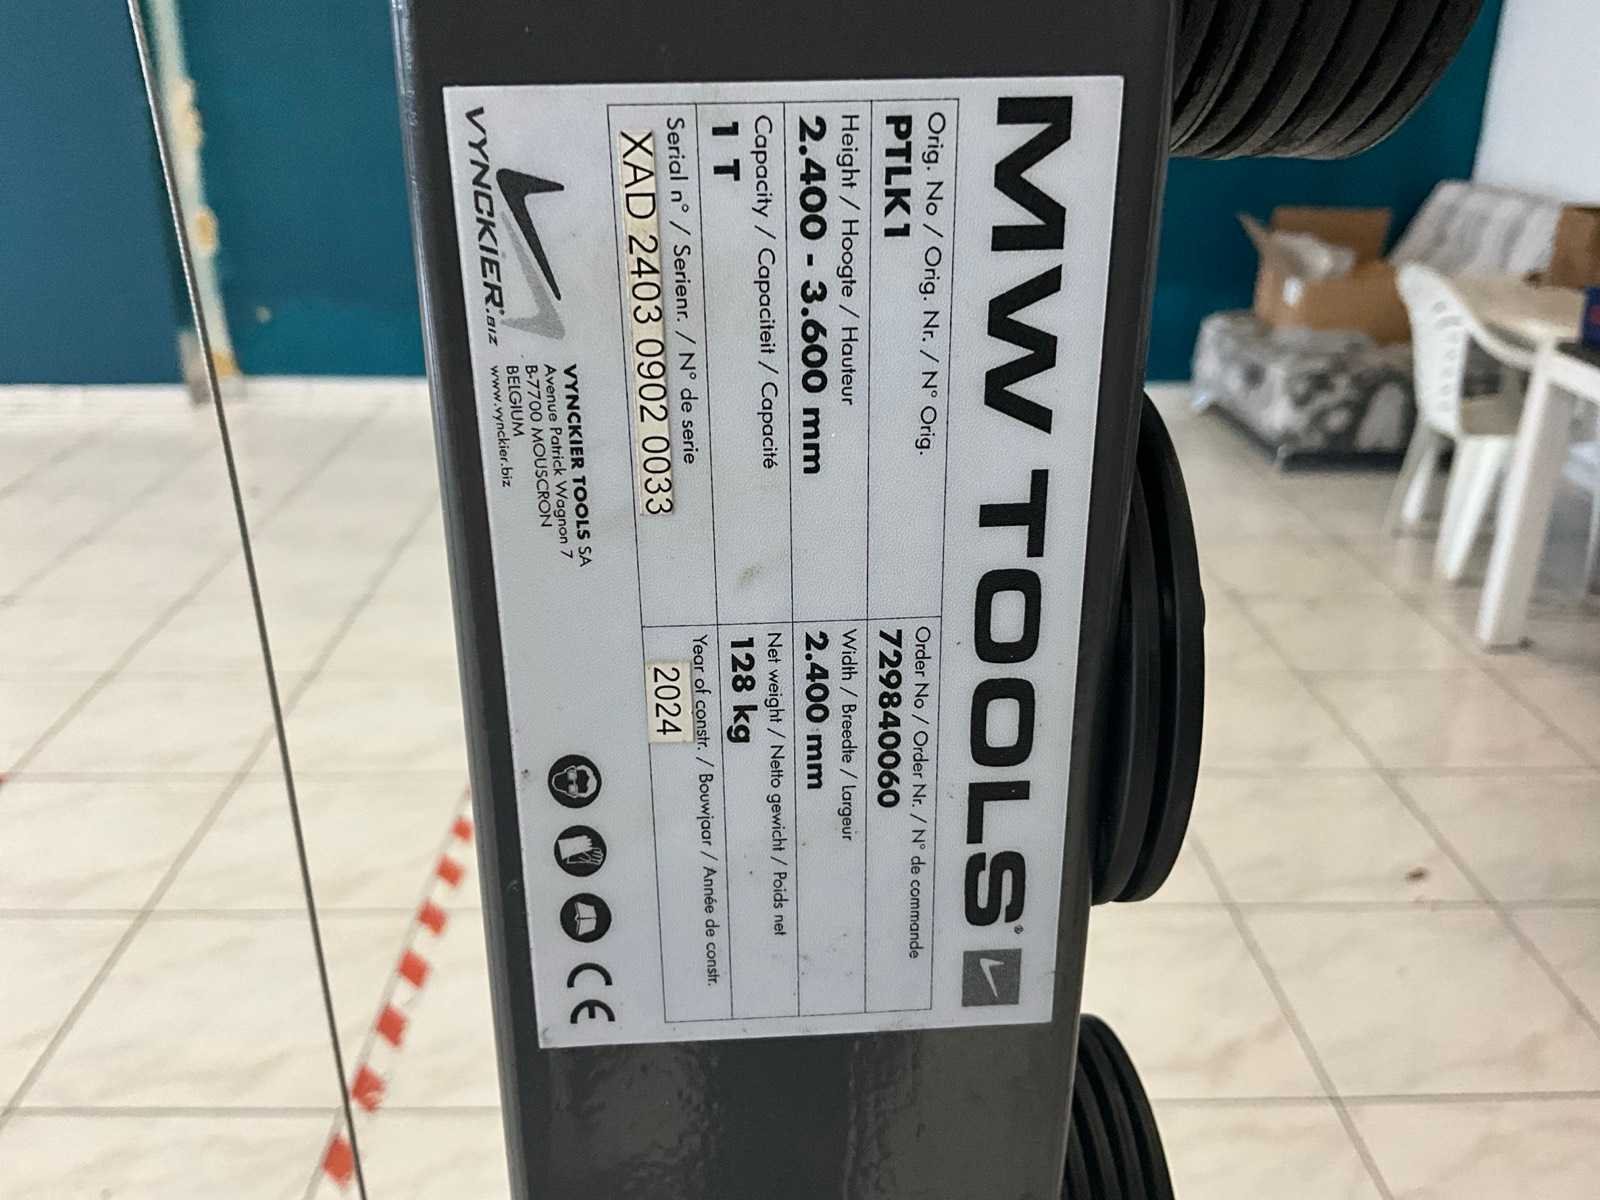 MW TOOLS®
Orig. No / Orig. Nr. / N° Orig.
PTLK1
Order No / Order Nr. / N° de commande
729840060
Height / Hoogte / Hauteur
2.400 - 3.600 mm
Width / Breedte / Largeur
2.400 mm
Capacity / Capaciteit / Capacité
1 T
Net weight / Netto gewicht / Poids net
128 kg
Serial n° / Serienr. / N° de serie
XAD 2403 0902 0033
Year of constr. / Bouwjaar / Année de constr.
2024
VYNCKIER®.BIZ
VYNCKIER TOOLS SA
Avenue Patrick Wagnon 7
B-7700 MOUSCRON
BELGIUM
www.vynckier.biz
CE